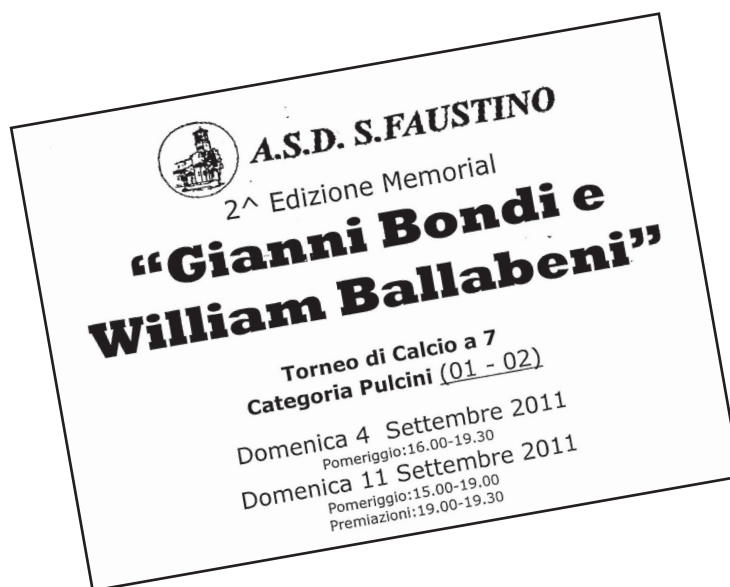 A.S.D. S.FAUSTINO
2^ Edizione Memorial
“Gianni Bondi e
William Ballabeni”
Torneo di Calcio a 7
Categoria Pulcini (01 - 02)
Domenica 4 Settembre 2011
Pomeriggio:16.00-19.30
Domenica 11 Settembre 2011
Pomeriggio:15.00-19.00
Premiazioni:19.00-19.30